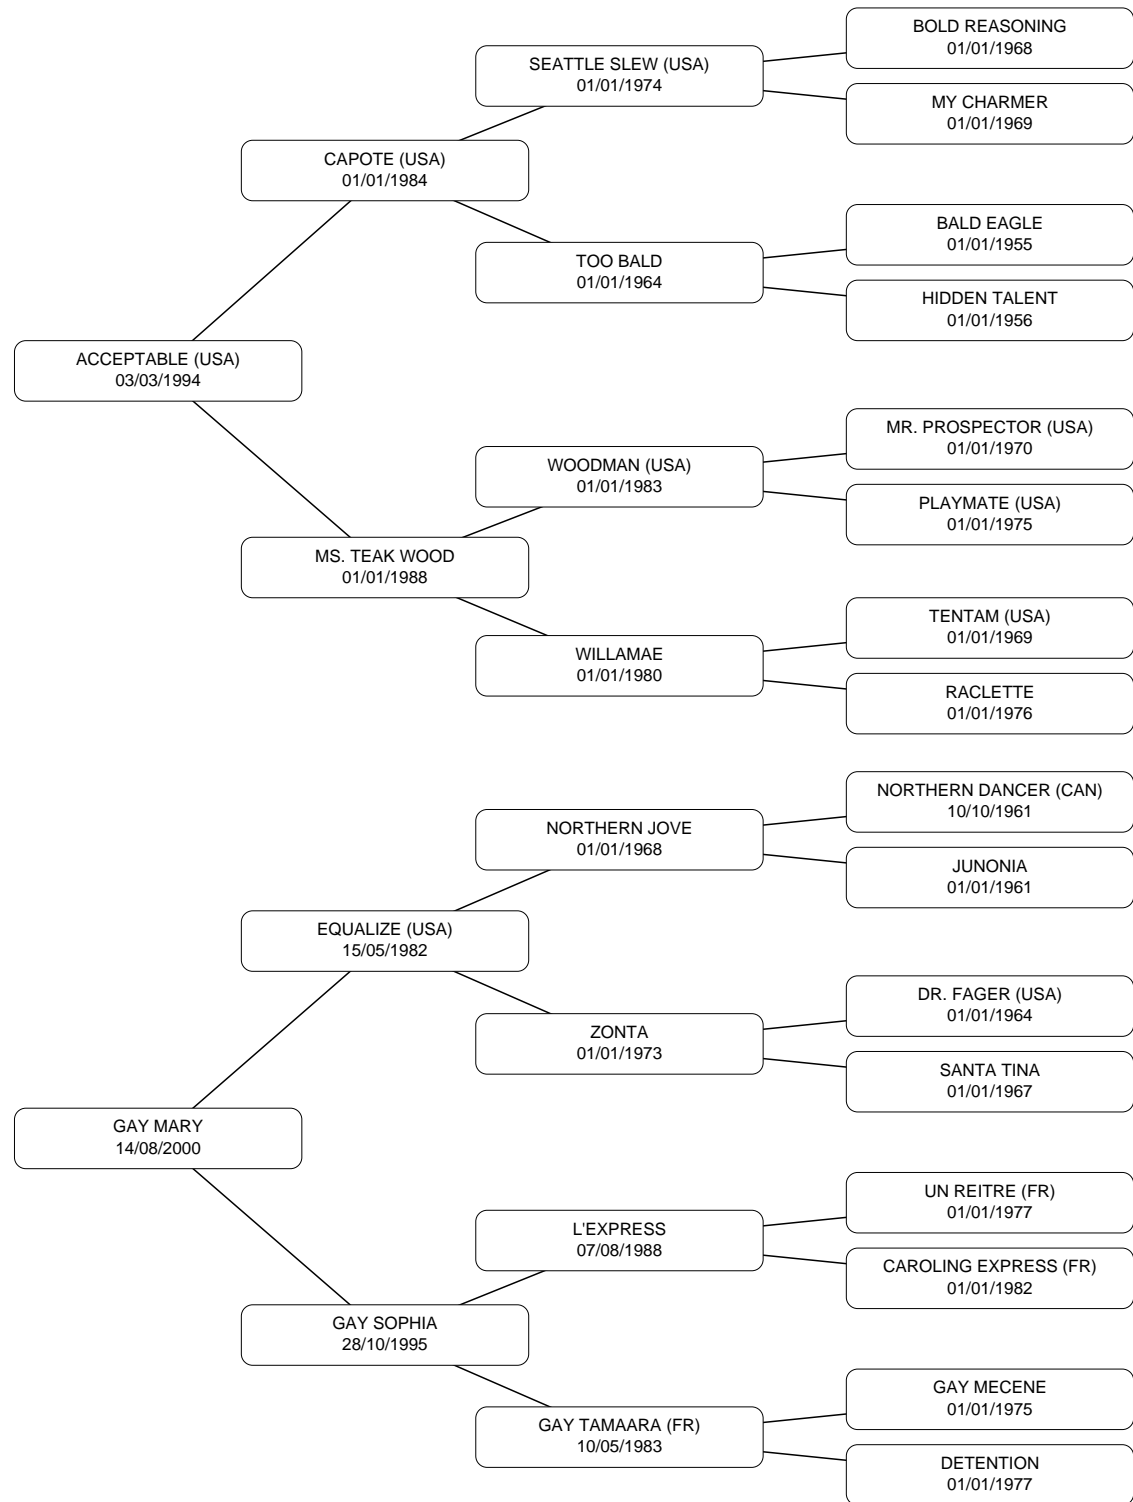 BOLD REASONING
01/01/1968
SEATTLE SLEW (USA)
01/01/1974
MY CHARMER
01/01/1969
CAPOTE (USA)
01/01/1984
BALD EAGLE
01/01/1955
TOO BALD
01/01/1964
HIDDEN TALENT
01/01/1956
ACCEPTABLE (USA)
03/03/1994
MR. PROSPECTOR (USA)
01/01/1970
WOODMAN (USA)
01/01/1983
PLAYMATE (USA)
01/01/1975
MS. TEAK WOOD
01/01/1988
TENTAM (USA)
01/01/1969
WILLAMAE
01/01/1980
RACLETTE
01/01/1976
NORTHERN DANCER (CAN)
10/10/1961
NORTHERN JOVE
01/01/1968
JUNONIA
01/01/1961
EQUALIZE (USA)
15/05/1982
DR. FAGER (USA)
01/01/1964
ZONTA
01/01/1973
SANTA TINA
01/01/1967
GAY MARY
14/08/2000
UN REITRE (FR)
01/01/1977
L'EXPRESS
07/08/1988
CAROLING EXPRESS (FR)
01/01/1982
GAY SOPHIA
28/10/1995
GAY MECENE
01/01/1975
GAY TAMAARA (FR)
10/05/1983
DETENTION
01/01/1977